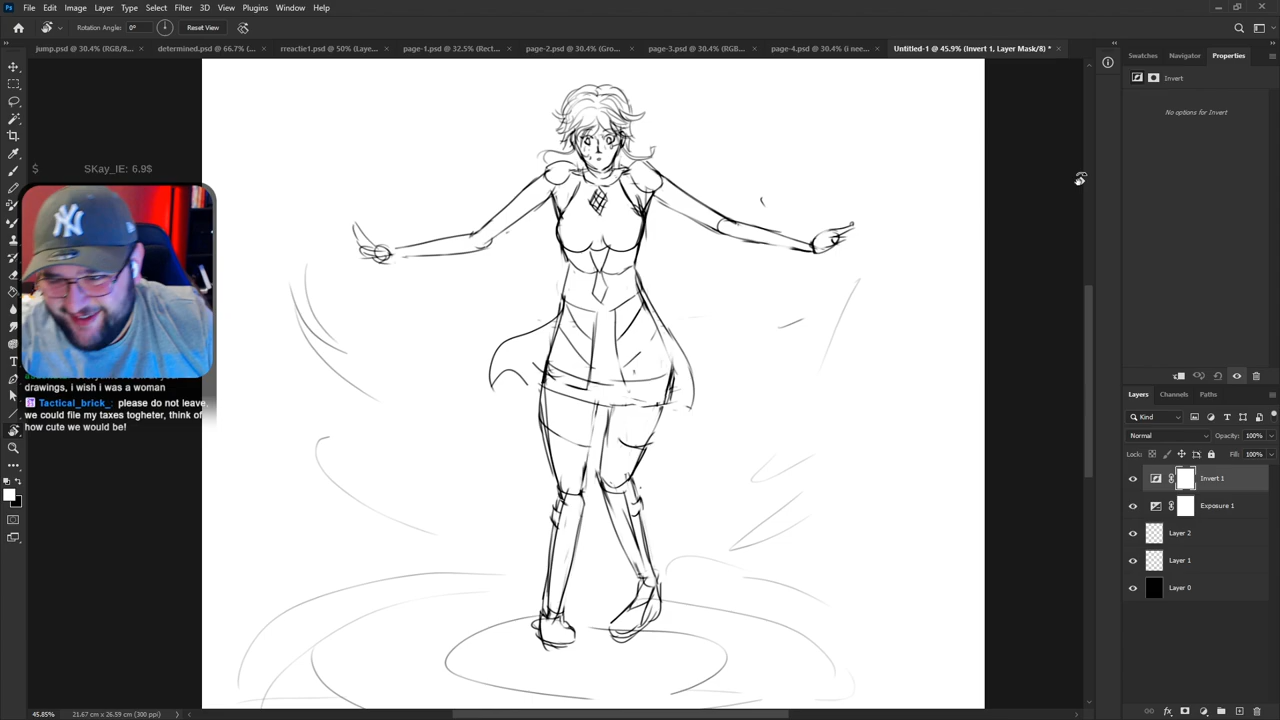 Ps File Edit Image Layer Type Select Filter 3D View Plugins Window Help
Rotation Angle: 0° Reset View
jump.psd @ 30.4% (RGB/8... × determined.psd @ 66.7% (... × rreactie1.psd @ 50% (Laye... × page-1.psd @ 32.5% (Rect... × page-2.psd @ 30.4% (Gro... × page-3.psd @ 30.4% (RGB... × page-4.psd @ 30.4% (i nee... × Untitled-1 @ 45.9% (Invert 1, Layer Mask/8) * ×
Swatches Navigator Properties
Invert
No options for Invert
$ SKay_IE: 6.9$
NY
drawings, i wish i was a woman
Tactical_brick_: please do not leave,
we could file my taxes togheter, think of
how cute we would be!
Layers Channels Paths
Kind
Normal Opacity: 100%
Lock: Fill: 100%
Invert 1
Exposure 1
Layer 2
Layer 1
Layer 0
45.85% 21.67 cm x 26.59 cm (300 ppi)
fx